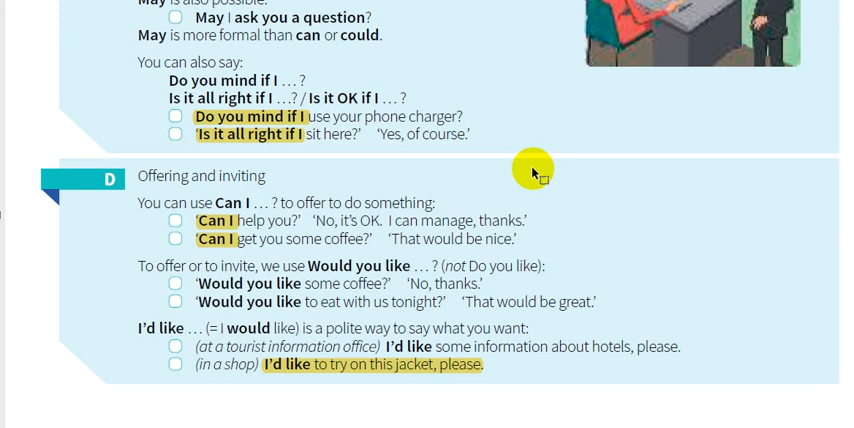 May is also possible:
May I ask you a question?
May is more formal than can or could.
You can also say:
Do you mind if I … ?
Is it all right if I …? / Is it OK if I … ?
Do you mind if I use your phone charger?
‘Is it all right if I sit here?’ ‘Yes, of course.’
D Offering and inviting
You can use Can I … ? to offer to do something:
‘Can I help you?’ ‘No, it’s OK. I can manage, thanks.’
‘Can I get you some coffee?’ ‘That would be nice.’
To offer or to invite, we use Would you like … ? (not Do you like):
‘Would you like some coffee?’ ‘No, thanks.’
‘Would you like to eat with us tonight?’ ‘That would be great.’
I’d like … (= I would like) is a polite way to say what you want:
(at a tourist information office) I’d like some information about hotels, please.
(in a shop) I’d like to try on this jacket, please.